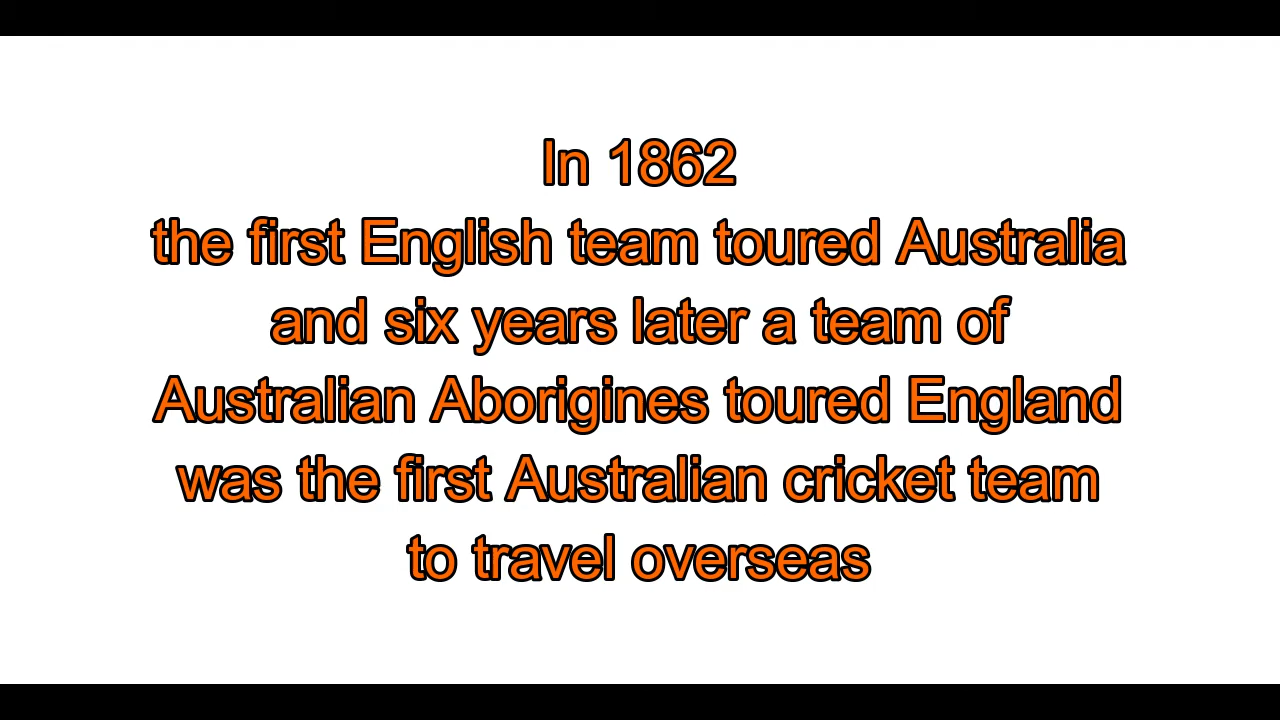 In 1862
the first English team toured Australia
and six years later a team of
Australian Aborigines toured England
was the first Australian cricket team
to travel overseas